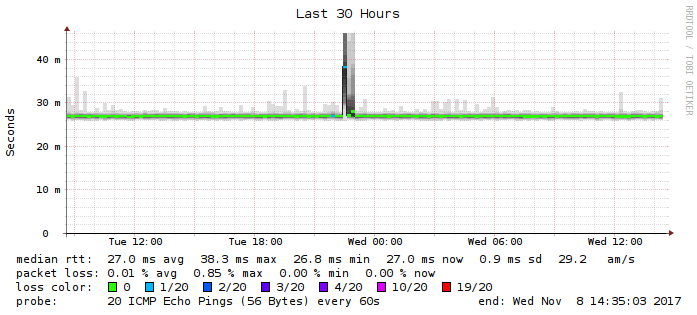 Last 30 Hours
RRDTOOL / TOBI OETIKER
Seconds
40 m
30 m
20 m
10 m
0
Tue 12:00 Tue 18:00 Wed 00:00 Wed 06:00 Wed 12:00
median rtt: 27.0 ms avg 38.3 ms max 26.8 ms min 27.0 ms now 0.9 ms sd 29.2 am/s
packet loss: 0.01 % avg 0.85 % max 0.00 % min 0.00 % now
loss color: 0 1/20 2/20 3/20 4/20 10/20 19/20
probe: 20 ICMP Echo Pings (56 Bytes) every 60s end: Wed Nov 8 14:35:03 2017